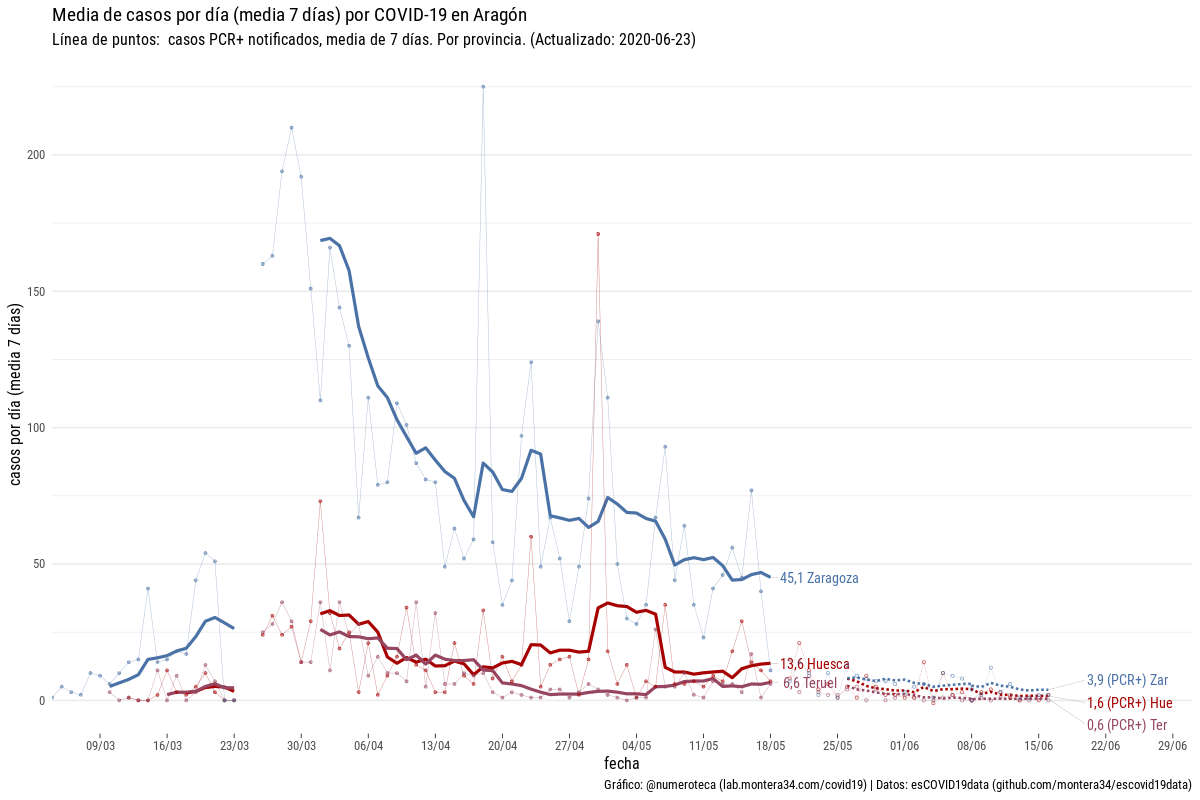 Media de casos por día (media 7 días) por COVID-19 en Aragón
Línea de puntos:  casos PCR+ notificados, media de 7 días. Por provincia. (Actualizado: 2020-06-23)
casos por día (media 7 días)
200
150
100
50
0
45,1 Zaragoza
13,6 Huesca
6,6 Teruel
3,9 (PCR+) Zar
1,6 (PCR+) Hue
0,6 (PCR+) Ter
09/03 16/03 23/03 30/03 06/04 13/04 20/04 27/04 04/05 11/05 18/05 25/05 01/06 08/06 15/06 22/06 29/06
fecha
Gráfico: @numeroteca (lab.montera34.com/covid19) | Datos: esCOVID19data (github.com/montera34/escovid19data)